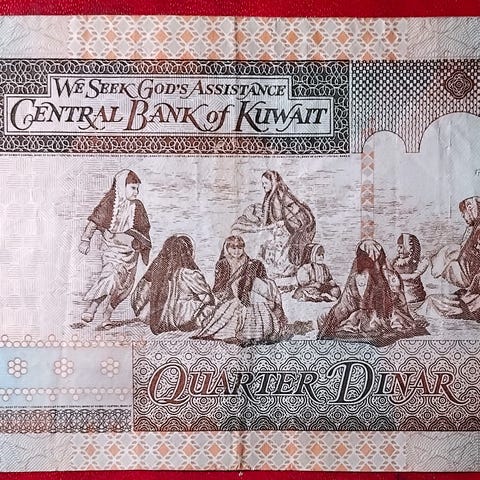 WE SEEK GOD'S ASSISTANCE
CENTRAL BANK of KUWAIT
QUARTER DINAR